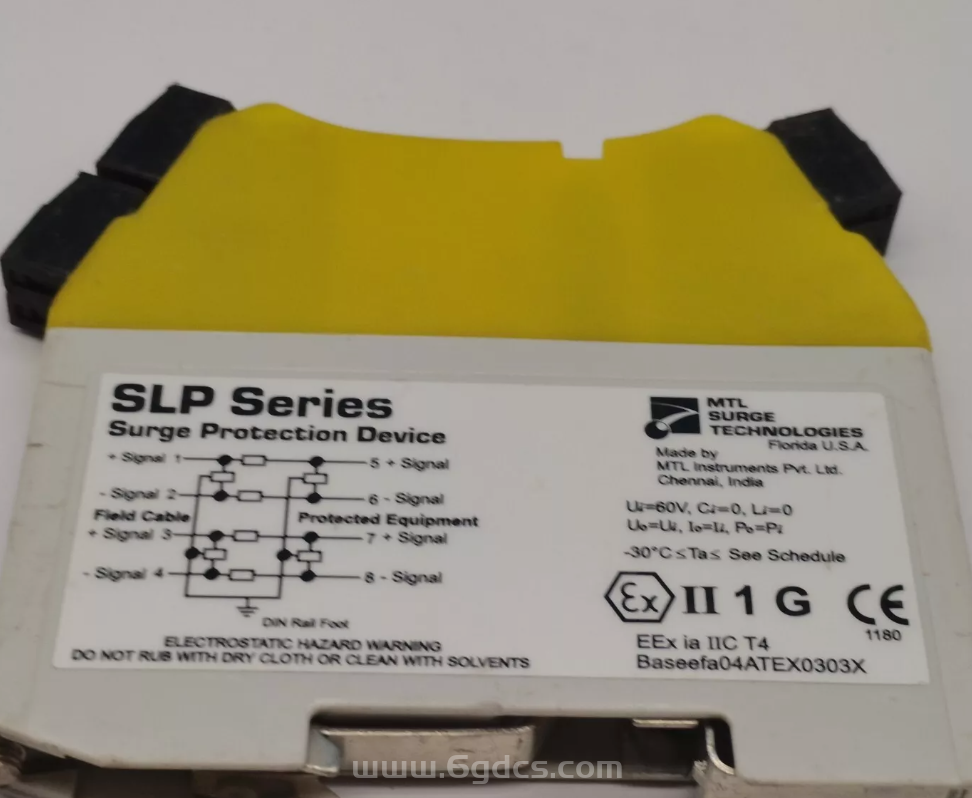 SLP Series
Surge Protection Device
+ Signal 1
5 + Signal
- Signal 2
6 - Signal
Field Cable
Protected Equipment
+ Signal 3
7 + Signal
- Signal 4
8 - Signal
DIN Rail Foot
ELECTROSTATIC HAZARD WARNING
DO NOT RUB WITH DRY CLOTH OR CLEAN WITH SOLVENTS
MTL
SURGE
TECHNOLOGIES
Florida U.S.A.
Made by
MTL Instruments Pvt. Ltd.
Chennai, India
Ui=60V, Ci=0, Li=0
Uo=Ui, Io=Ii, Po=Pi
-30°C ≤Ta≤ See Schedule
Ex II 1 G CE
1180
EEx ia IIC T4
Baseefa04ATEX0303X
www.6gdcs.com